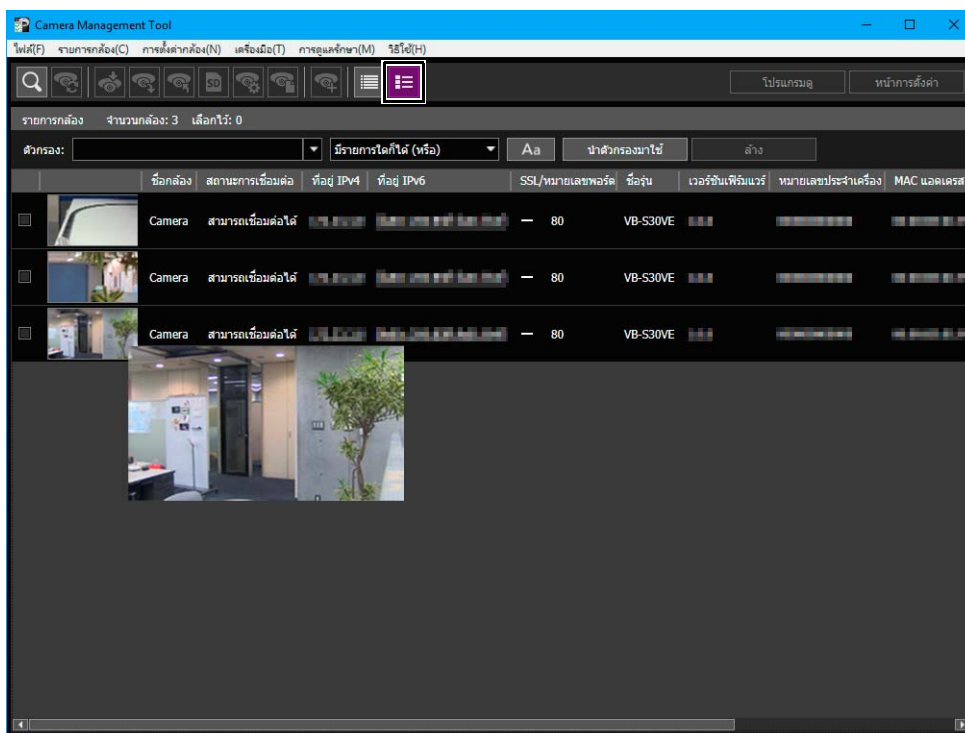 Camera Management Tool
ไฟล์(F) รายการกล้อง(C) การตั้งค่ากล้อง(N) เครื่องมือ(T) การดูแลรักษา(M) วิธีใช้(H)
SD โปรแกรมดู หน้าการตั้งค่า
รายการกล้อง จำนวนกล้อง: 3 เลือกไว้: 0
ตัวกรอง: มีรายการใดก็ได้ (หรือ) Aa นำตัวกรองมาใช้ ล้าง
ชื่อกล้อง สถานะการเชื่อมต่อ ที่อยู่ IPv4 ที่อยู่ IPv6 SSL/หมายเลขพอร์ต ชื่อรุ่น เวอร์ชันเฟิร์มแวร์ หมายเลขประจำเครื่อง MAC แอดเดรส
Camera สามารถเชื่อมต่อได้ — 80 VB-S30VE
Camera สามารถเชื่อมต่อได้ — 80 VB-S30VE
Camera สามารถเชื่อมต่อได้ — 80 VB-S30VE